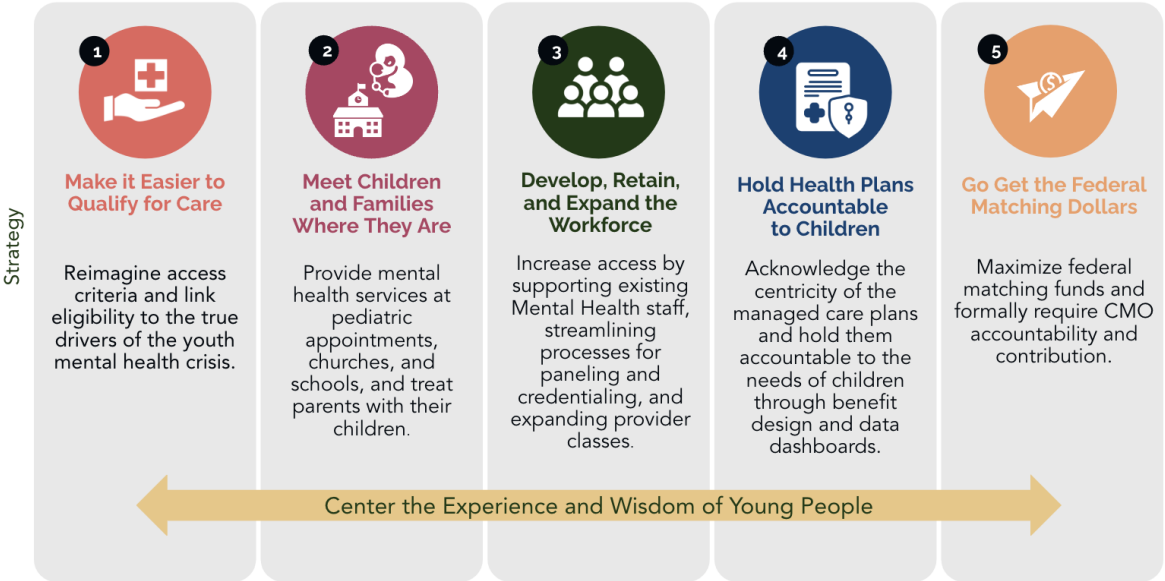 Strategy
1
Make it Easier to
Qualify for Care
Reimagine access
criteria and link
eligibility to the true
drivers of the youth
mental health crisis.
2
Meet Children
and Families
Where They Are
Provide mental
health services at
pediatric
appointments,
churches, and
schools, and treat
parents with their
children.
3
Develop, Retain,
and Expand the
Workforce
Increase access by
supporting existing
Mental Health staff,
streamlining
processes for
paneling and
credentialing, and
expanding provider
classes.
4
Hold Health Plans
Accountable
to Children
Acknowledge the
centricity of the
managed care plans
and hold them
accountable to the
needs of children
through benefit
design and data
dashboards.
5
$
Go Get the Federal
Matching Dollars
Maximize federal
matching funds and
formally require CMO
accountability and
contribution.
Center the Experience and Wisdom of Young People